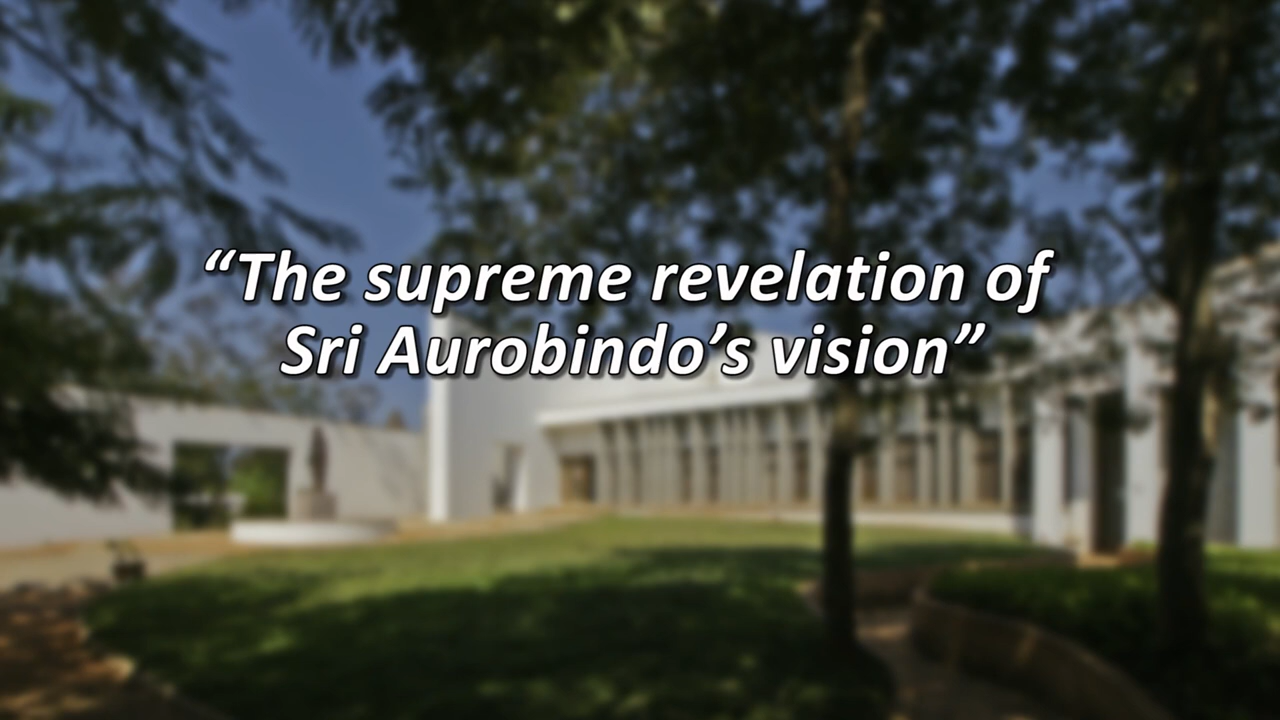 “The supreme revelation of
Sri Aurobindo’s vision”